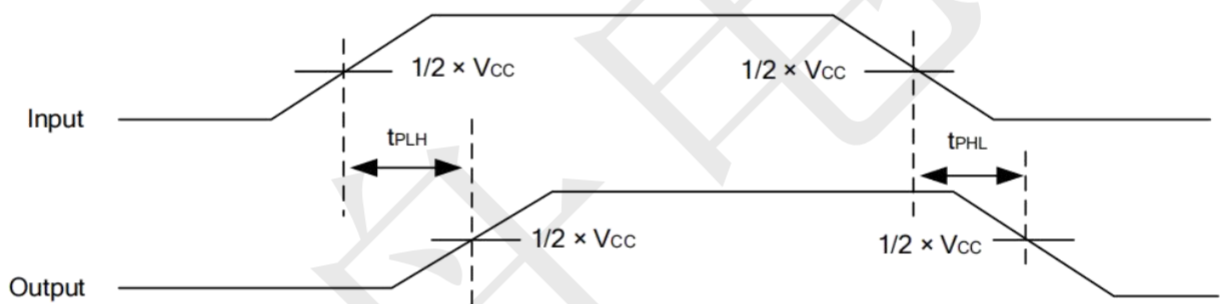 1/2 × VCC 1/2 × VCC
Input
tPLH tPHL
1/2 × VCC 1/2 × VCC
Output